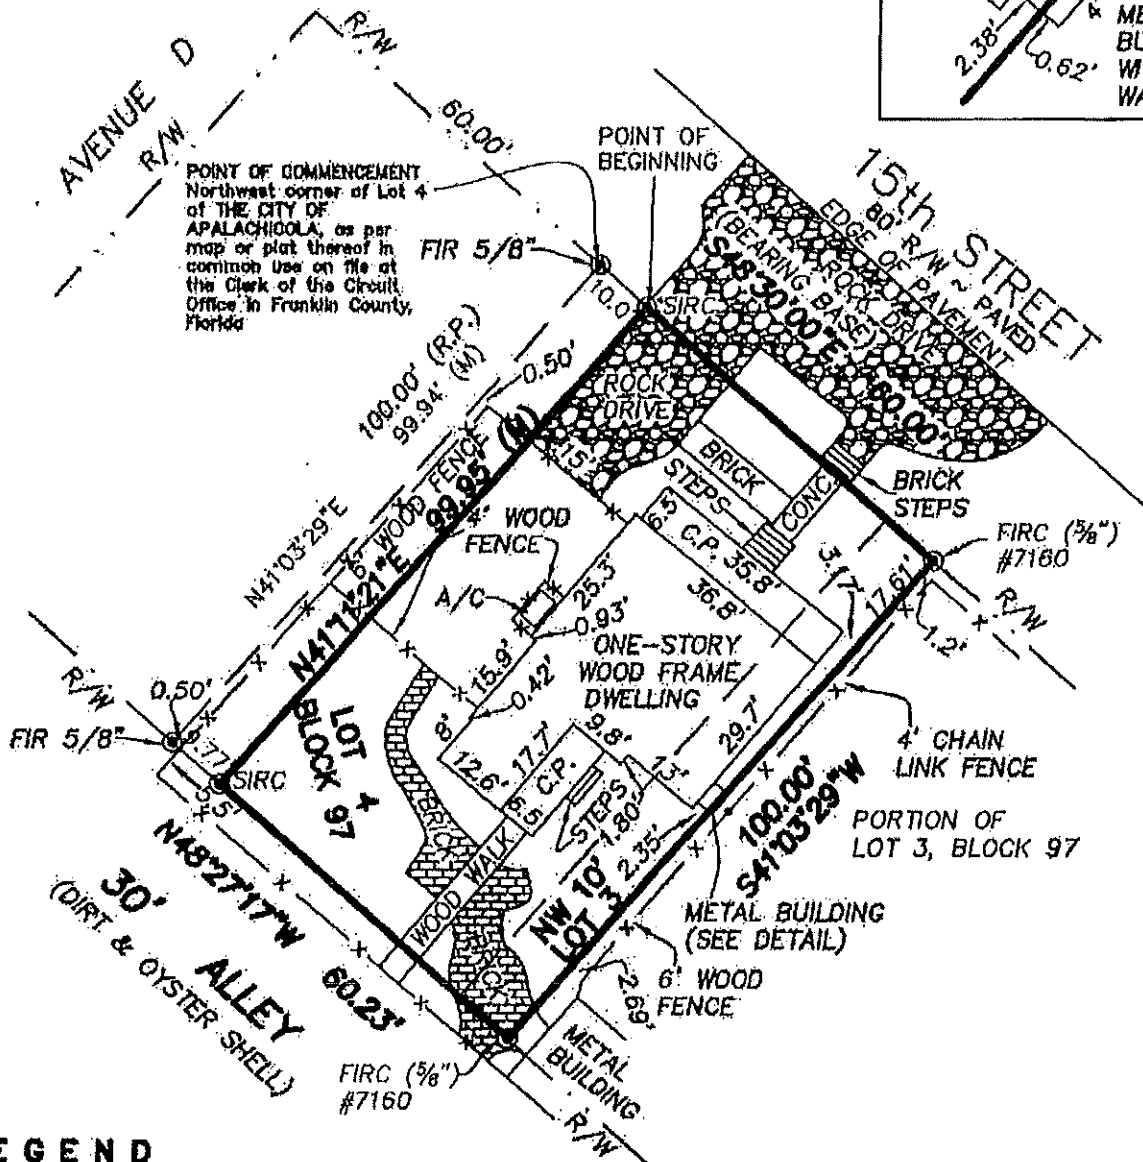 AVENUE D
R/W
R/W
60.00'
2.38'
0.62'
POINT OF
BEGINNING
POINT OF COMMENCEMENT
Northwest corner of Lot 4
of THE CITY OF
APALACHICOLA, as per
map or plat thereof in
common use on file at
the Clerk of the Circuit
Office in Franklin County,
Florida
FIR 5/8"
10.0
SIRC
15th STREET
80' R/W ~ PAVED
EDGE OF PAVEMENT
ROCK DRIVE
(BEARING BASE)
60.00'
100.00' (R.P.)
99.94' (M)
0.50'
ROCK
DRIVE
15'
N41°03'29"E
6' WOOD FENCE
99.95' (M)
N41°11'21"E
4' WOOD
FENCE
A/C
BRICK
STEPS
CONC.
BRICK
STEPS
6.5'
C.P. 35.8'
36.8'
3.17'
17.61'
FIRC (5/8")
#7160
R/W
1.2'
25.3'
0.93'
ONE-STORY
WOOD FRAME
DWELLING
15.9'
0.42'
8'
12.6'
17.7'
9.8'
C.P.
6.5
13'
29.7'
STEPS
1.80'
2.35'
4' CHAIN
LINK FENCE
100.00'
S41°03'29"W
PORTION OF
LOT 3, BLOCK 97
R/W
0.50'
FIR 5/8"
9.77'
SIRC
5.5'
LOT 4
BLOCK 97
BRICK
WOOD WALK
BRICK
NW 10'
LOT 3
METAL BUILDING
(SEE DETAIL)
6' WOOD
FENCE
2.69'
N48°27'17"W
60.23'
30'
ALLEY
(DIRT & OYSTER SHELL)
FIRC (5/8")
#7160
METAL
BUILDING
R/W
EGEND